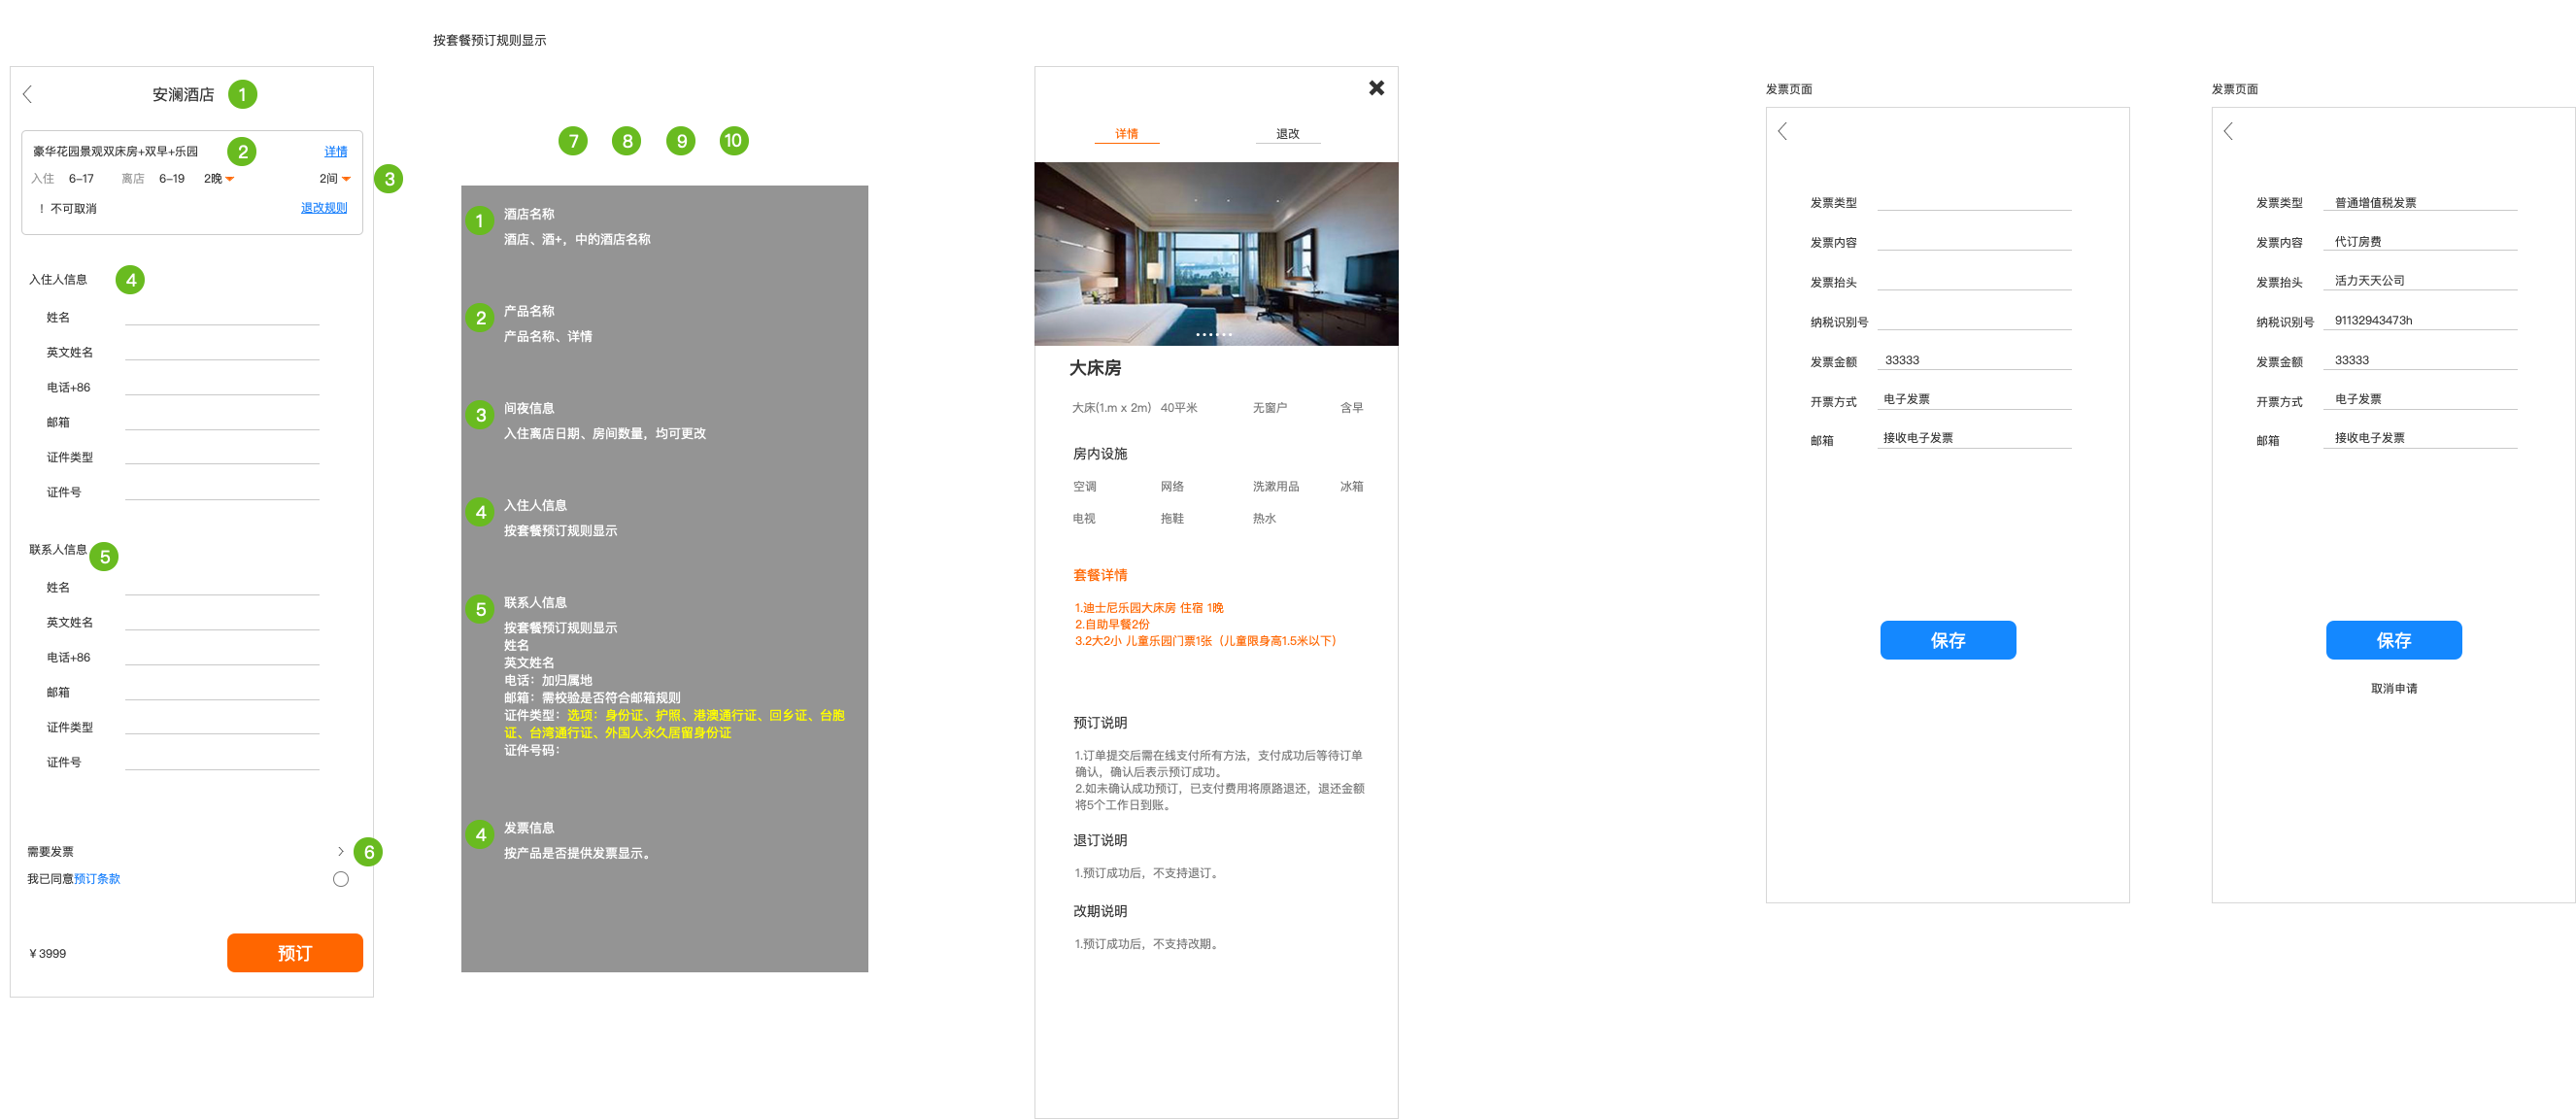 按套餐预订规则显示
安澜酒店 1
豪华花园景观双床房+双早+乐园 2 详情
入住 6-17 离店 6-19 2晚 2间 3
！不可取消 退改规则
入住人信息 4
姓名
英文姓名
电话+86
邮箱
证件类型
证件号
联系人信息 5
姓名
英文姓名
电话+86
邮箱
证件类型
证件号
需要发票 6
我已同意预订条款
¥ 3999 预订
7 8 9 10
1 酒店名称
酒店、酒+，中的酒店名称
2 产品名称
产品名称、详情
3 间夜信息
入住离店日期、房间数量，均可更改
4 入住人信息
按套餐预订规则显示
5 联系人信息
按套餐预订规则显示
姓名
英文姓名
电话：加归属地
邮箱：需校验是否符合邮箱规则
证件类型：选项：身份证、护照、港澳通行证、回乡证、台胞
证、台湾通行证、外国人永久居留身份证
证件号码：
4 发票信息
按产品是否提供发票显示。
详情 退改
大床房
大床(1.m x 2m) 40平米 无窗户 含早
房内设施
空调 网络 洗漱用品 冰箱
电视 拖鞋 热水
套餐详情
1.迪士尼乐园大床房 住宿 1晚
2.自助早餐2份
3.2大2小 儿童乐园门票1张（儿童限身高1.5米以下）
预订说明
1.订单提交后需在线支付所有方法，支付成功后等待订单
确认，确认后表示预订成功。
2.如未确认成功预订，已支付费用将原路退还，退还金额
将5个工作日到账。
退订说明
1.预订成功后，不支持退订。
改期说明
1.预订成功后，不支持改期。
发票页面
发票类型
发票内容
发票抬头
纳税识别号
发票金额 33333
开票方式 电子发票
邮箱 接收电子发票
保存
发票页面
发票类型 普通增值税发票
发票内容 代订房费
发票抬头 活力天天公司
纳税识别号 91132943473h
发票金额 33333
开票方式 电子发票
邮箱 接收电子发票
保存
取消申请